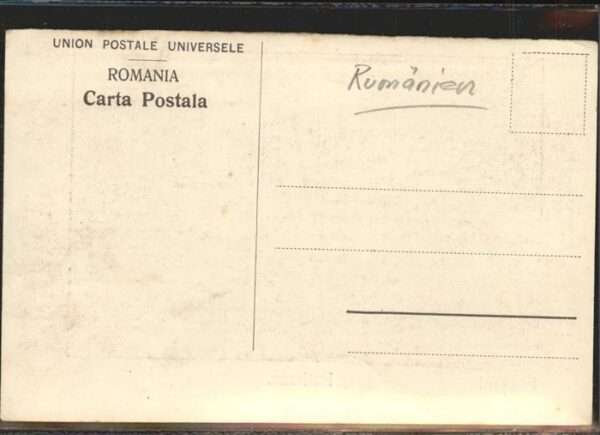 UNION POSTALE UNIVERSELE
ROMANIA
Carta Postala
Rumänien